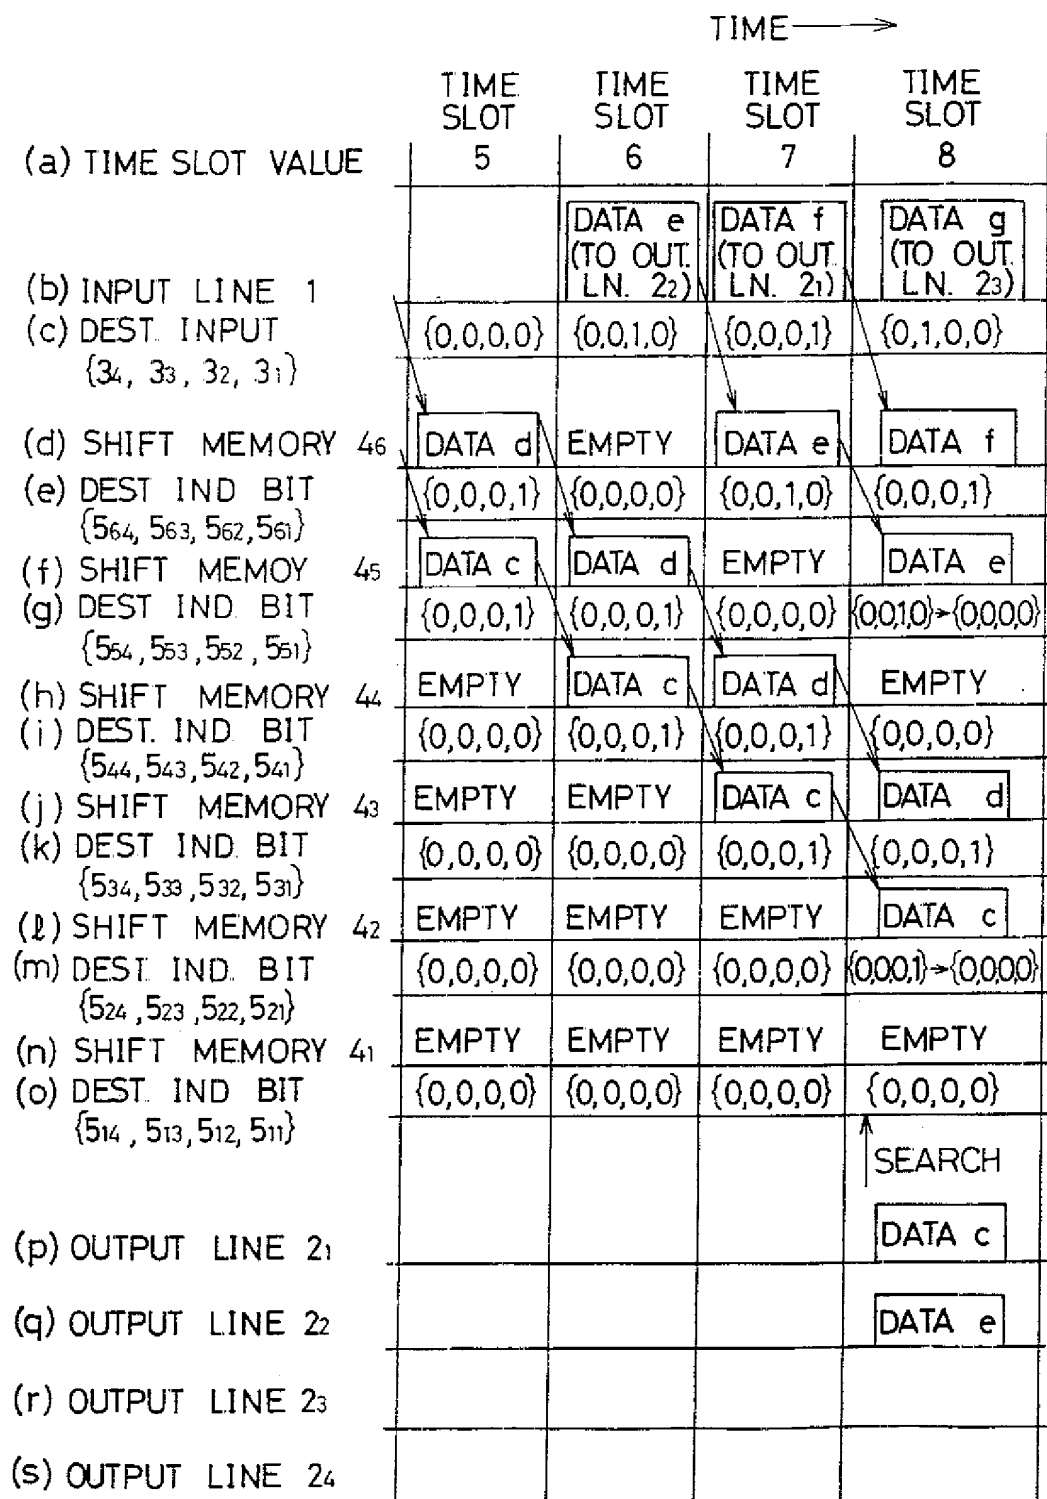 TIME
TIME SLOT TIME SLOT TIME SLOT TIME SLOT
(a) TIME SLOT VALUE 5 6 7 8
DATA e (TO OUT. LN. 2₂) DATA f (TO OUT. LN. 2₁) DATA g (TO OUT. LN. 2₃)
(b) INPUT LINE 1
(c) DEST. INPUT {0,0,0,0} {0,0,1,0} {0,0,0,1} {0,1,0,0}
{3₄, 3₃, 3₂, 3₁}
(d) SHIFT MEMORY 4₆ DATA d EMPTY DATA e DATA f
(e) DEST IND BIT {0,0,0,1} {0,0,0,0} {0,0,1,0} {0,0,0,1}
{5₆₄, 5₆₃, 5₆₂, 5₆₁}
(f) SHIFT MEMOY 4₅ DATA c DATA d EMPTY DATA e
(g) DEST IND BIT {0,0,0,1} {0,0,0,1} {0,0,0,0} {0,0,1,0}→{0,0,0,0}
{5₅₄, 5₅₃, 5₅₂, 5₅₁}
(h) SHIFT MEMORY 4₄ EMPTY DATA c DATA d EMPTY
(i) DEST. IND BIT {0,0,0,0} {0,0,0,1} {0,0,0,1} {0,0,0,0}
{5₄₄, 5₄₃, 5₄₂, 5₄₁}
(j) SHIFT MEMORY 4₃ EMPTY EMPTY DATA c DATA d
(k) DEST IND. BIT {0,0,0,0} {0,0,0,0} {0,0,0,1} {0,0,0,1}
{5₃₄, 5₃₃, 5₃₂, 5₃₁}
(ℓ) SHIFT MEMORY 4₂ EMPTY EMPTY EMPTY DATA c
(m) DEST. IND. BIT {0,0,0,0} {0,0,0,0} {0,0,0,0} {0,0,0,1}→{0,0,0,0}
{5₂₄, 5₂₃, 5₂₂, 5₂₁}
(n) SHIFT MEMORY 4₁ EMPTY EMPTY EMPTY EMPTY
(o) DEST. IND BIT {0,0,0,0} {0,0,0,0} {0,0,0,0} {0,0,0,0}
{5₁₄, 5₁₃, 5₁₂, 5₁₁}
SEARCH
(p) OUTPUT LINE 2₁ DATA c
(q) OUTPUT LINE 2₂ DATA e
(r) OUTPUT LINE 2₃
(s) OUTPUT LINE 2₄